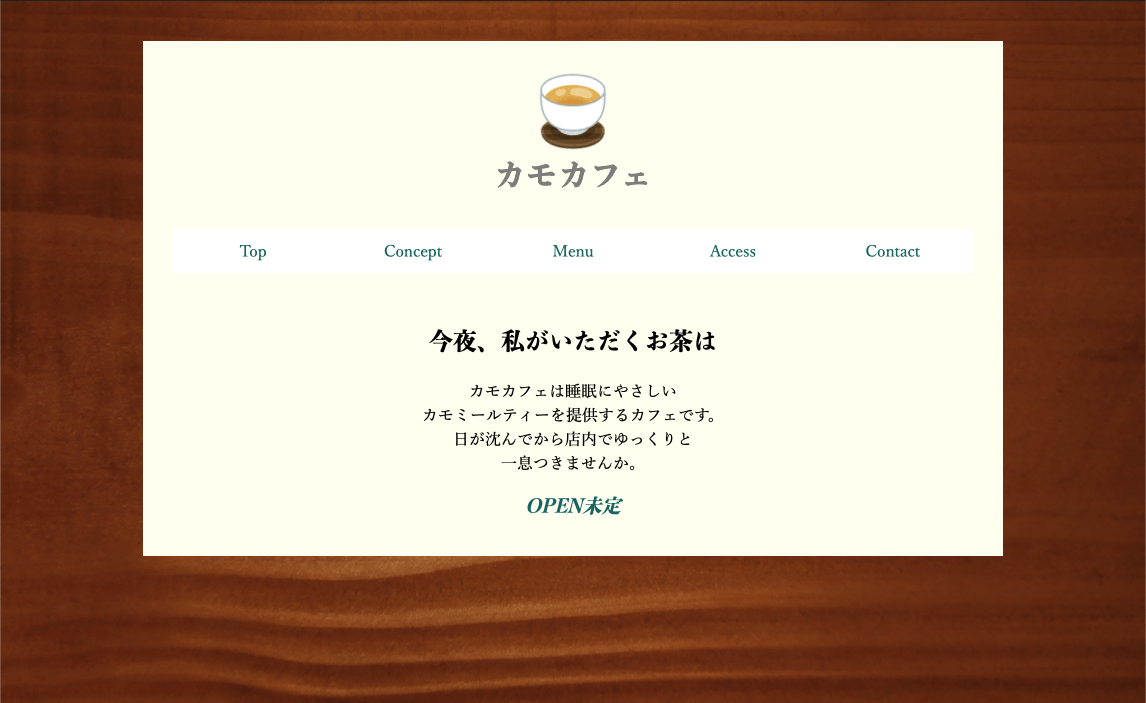 カモカフェ
Top Concept Menu Access Contact
今夜、私がいただくお茶は
カモカフェは睡眠にやさしい
カモミールティーを提供するカフェです。
日が沈んでから店内でゆっくりと
一息つきませんか。
OPEN未定